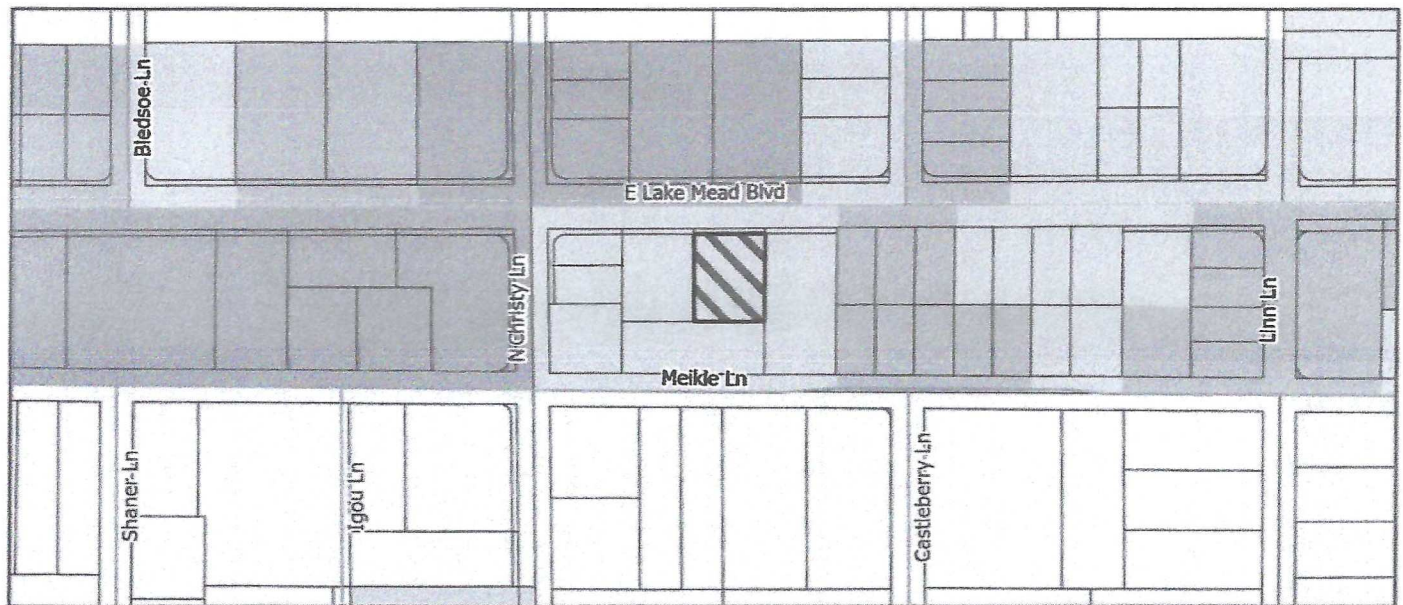 Bledsoe Ln
E Lake Mead Blvd
N Christy Ln
Linn Ln
Meikle Ln
Shaner Ln
Igou Ln
Castleberry Ln